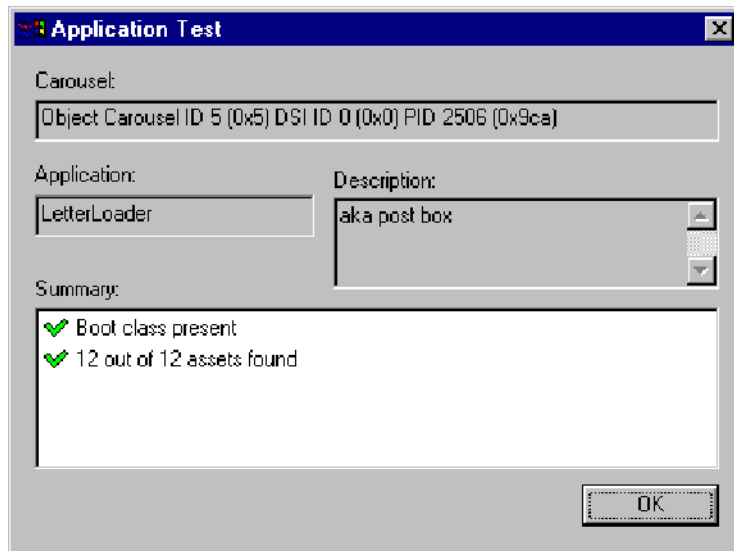 Application Test
Carousel:
Object Carousel ID 5 (0x5) DSI ID 0 (0x0) PID 2506 (0x9ca)
Application:
LetterLoader
Description:
aka post box
Summary:
Boot class present
12 out of 12 assets found
OK